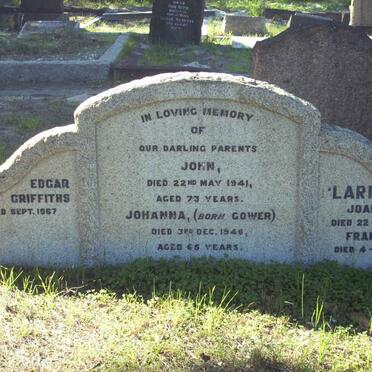 IN LOVING MEMORY
OF
OUR DARLING PARENTS
JOHN,
DIED 22ND MAY 1941,
AGED 73 YEARS.
JOHANNA, (BORN GOWER)
DIED 3RD DEC. 1946,
AGED 65 YEARS.
EDGAR
GRIFFITHS
D SEPT. 1967
'LARR
JOA
DIED 22-
FRA
DIED 4-